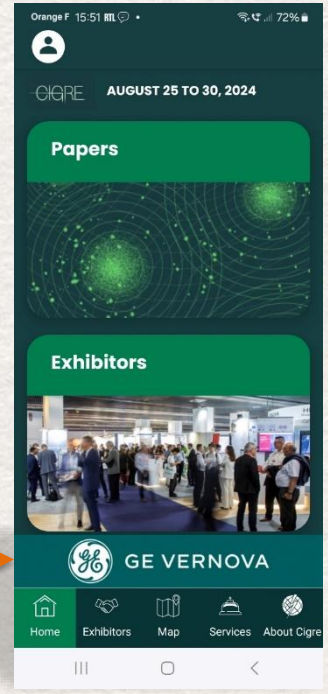 Orange F 15:51 RTL
72%
CIGRE AUGUST 25 TO 30, 2024
Papers
Exhibitors
GE VERNOVA
Home Exhibitors Map Services About Cigre